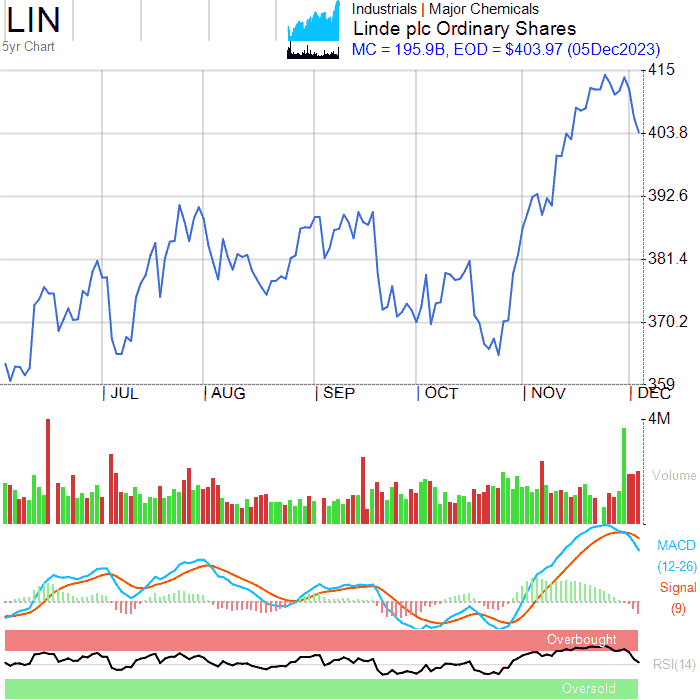 LIN
5yr Chart
Industrials | Major Chemicals
Linde plc Ordinary Shares
MC = 195.9B, EOD = $403.97 (05Dec2023)
415
403.8
392.6
381.4
370.2
359
JUL AUG SEP OCT NOV DEC
4M
Volume
MACD
(12-26)
Signal
(9)
Overbought
RSI(14)
Oversold